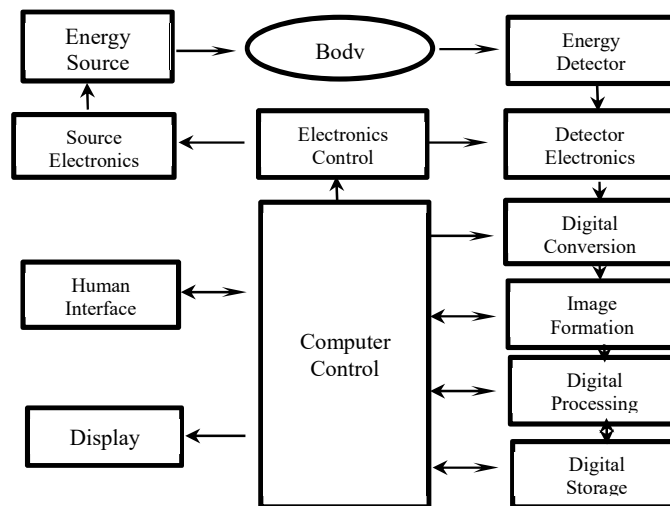 Energy
Source
Body
Energy
Detector
Source
Electronics
Electronics
Control
Detector
Electronics
Digital
Conversion
Human
Interface
Image
Formation
Computer
Control
Digital
Processing
Display
Digital
Storage